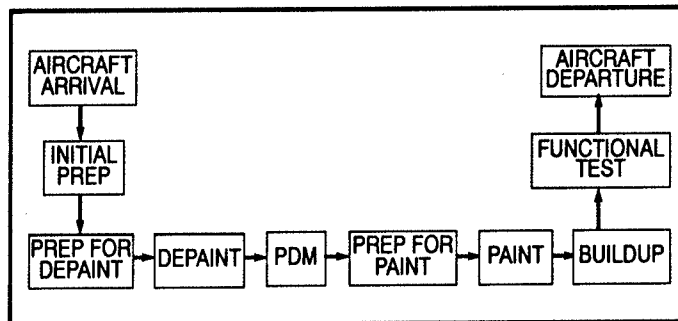 AIRCRAFT
ARRIVAL
INITIAL
PREP
PREP FOR
DEPAINT
DEPAINT
PDM
PREP FOR
PAINT
PAINT
BUILDUP
FUNCTIONAL
TEST
AIRCRAFT
DEPARTURE